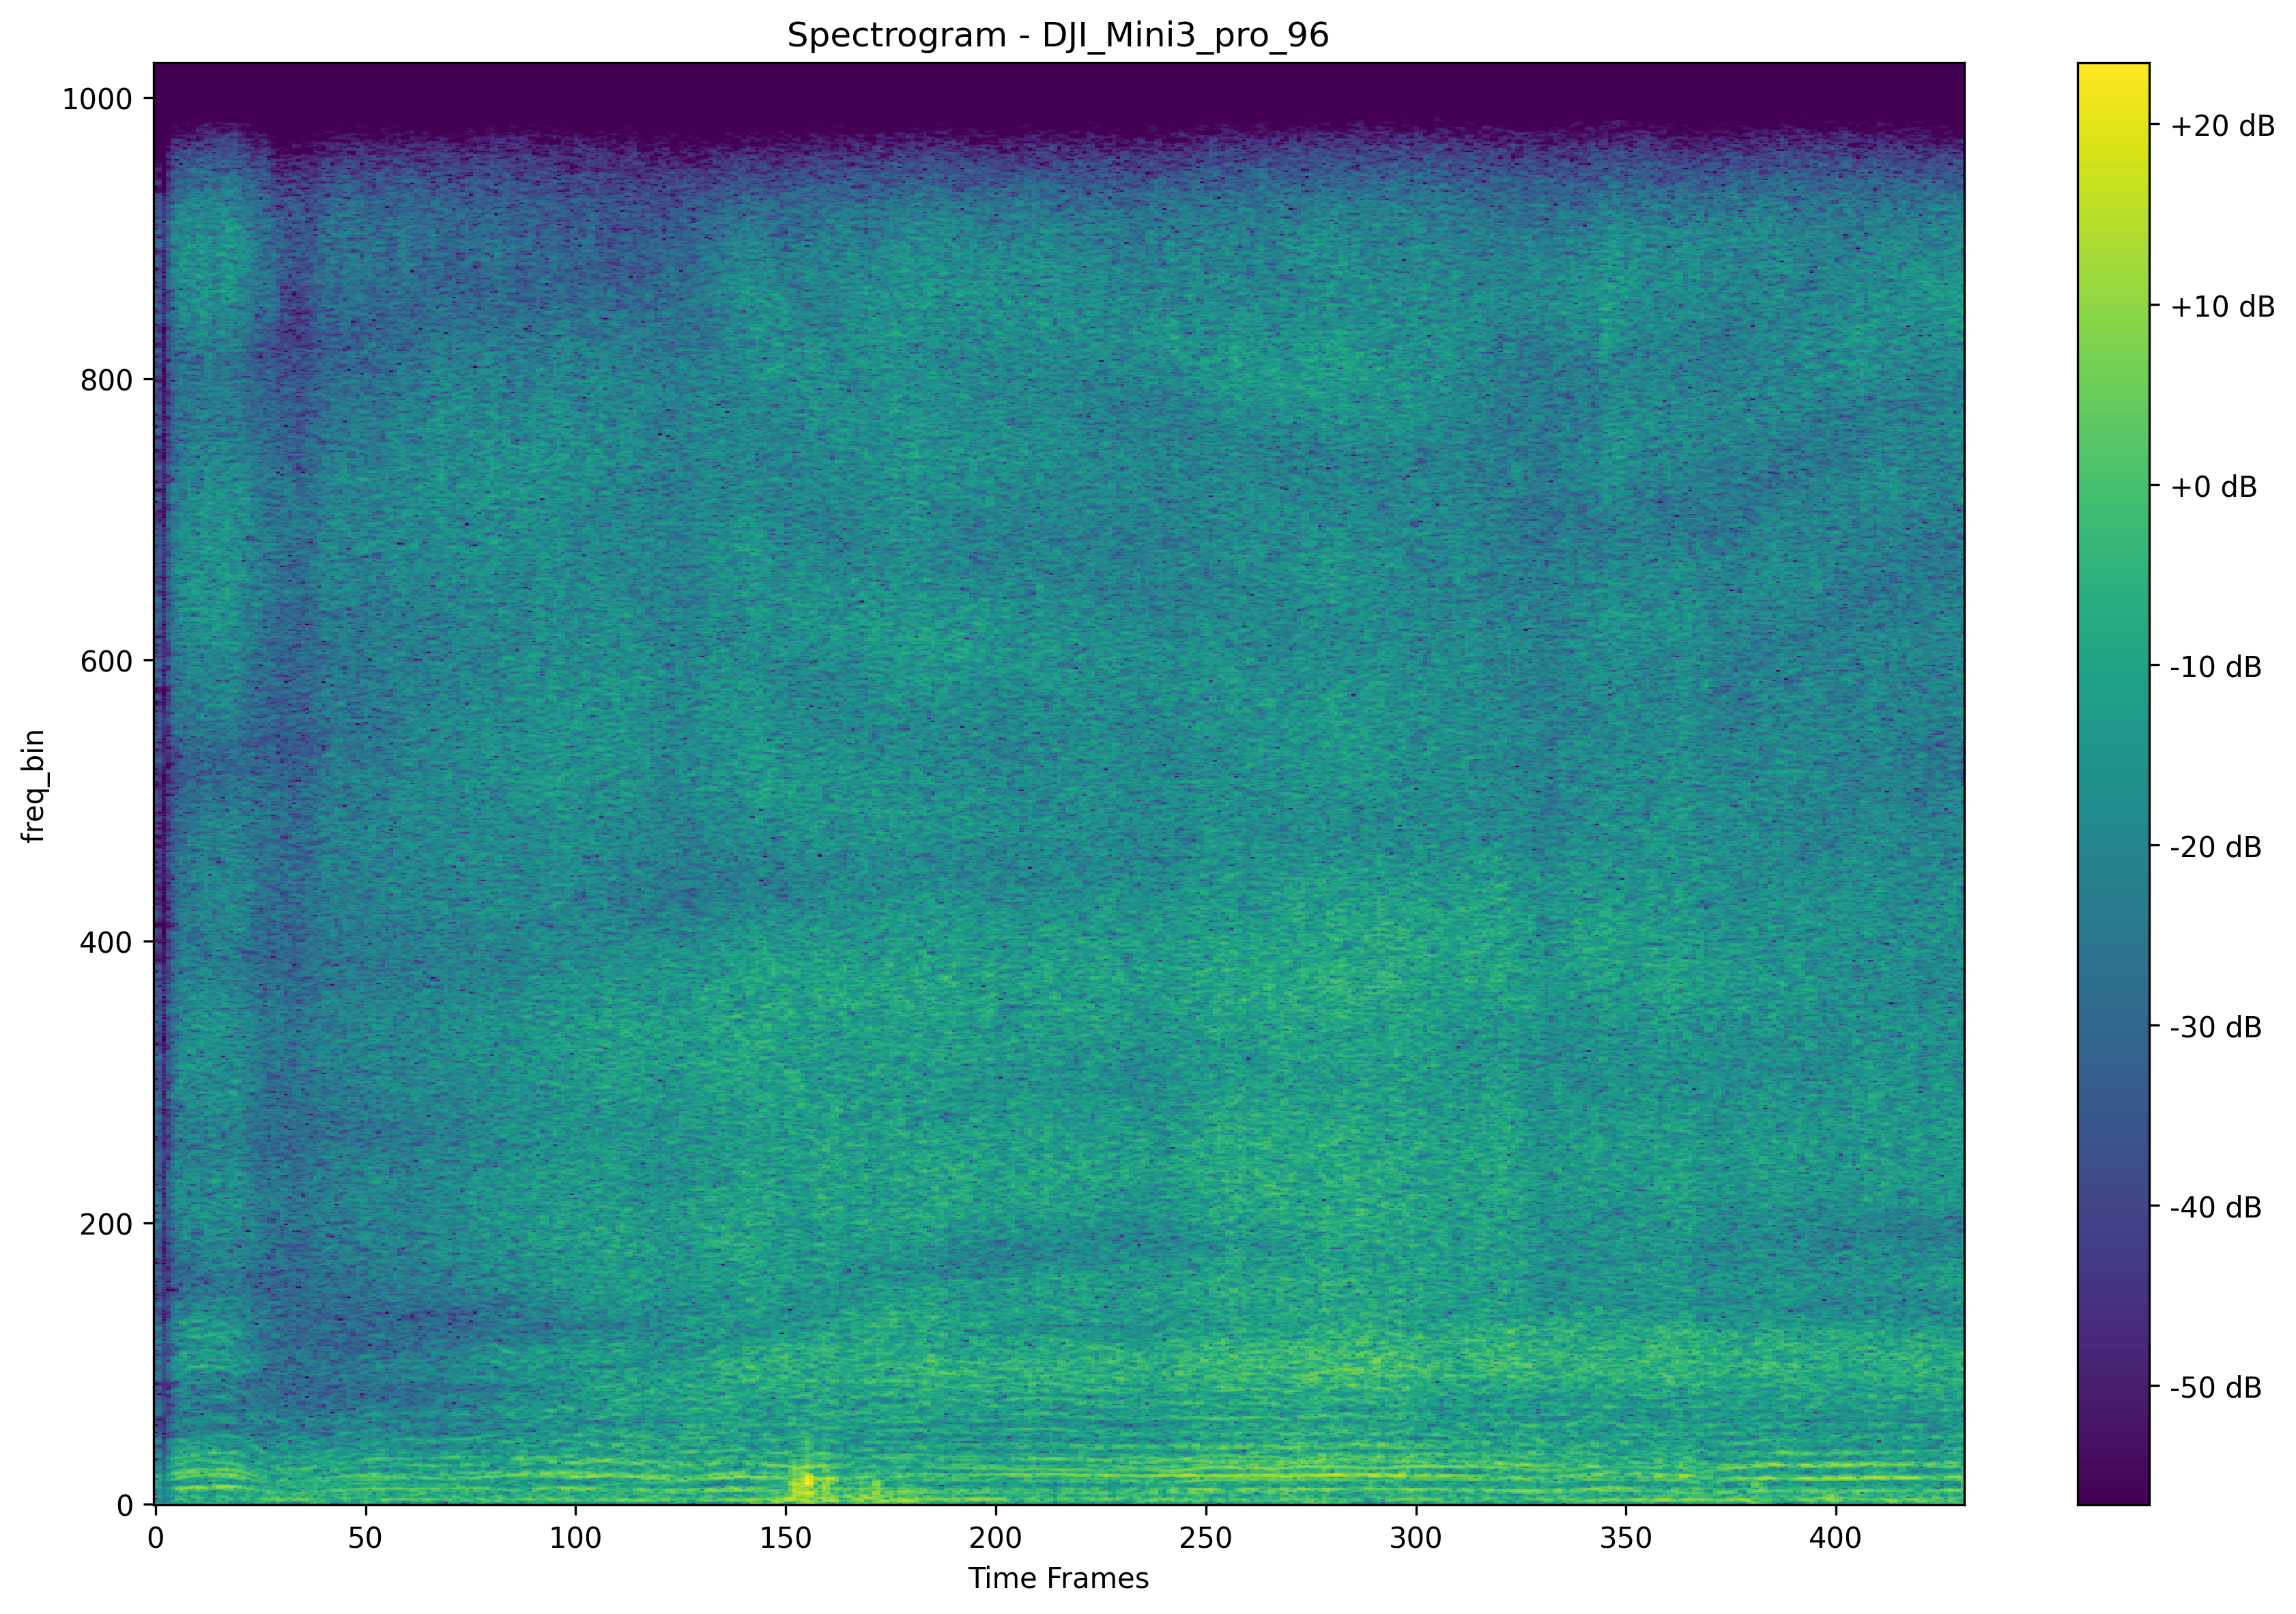 Spectrogram - DJI_Mini3_pro_96
1000
800
600
400
200
0
freq_bin
0 50 100 150 200 250 300 350 400
Time Frames
+20 dB
+10 dB
+0 dB
-10 dB
-20 dB
-30 dB
-40 dB
-50 dB